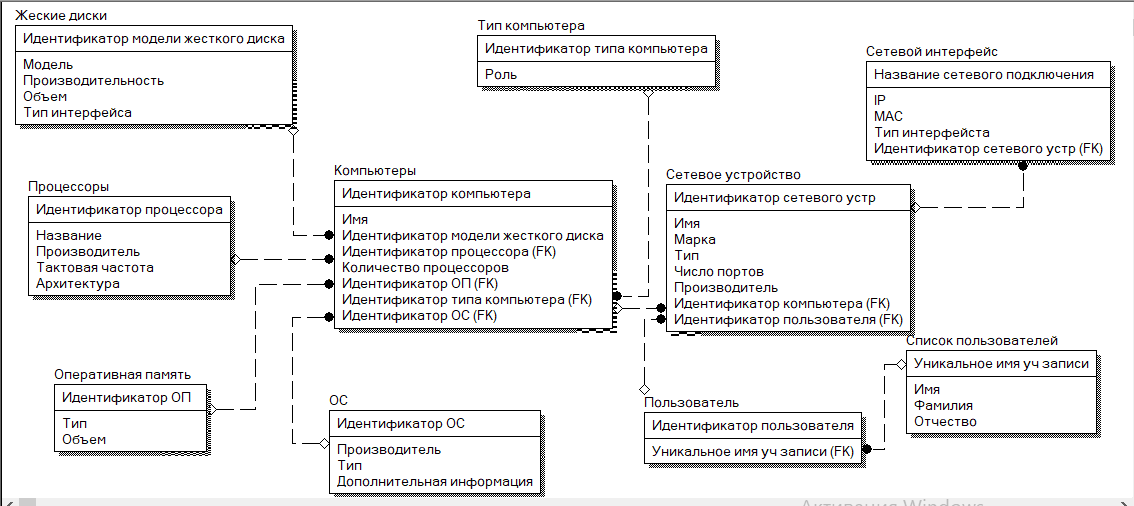 Жеские диски
Идентификатор модели жесткого диска
Модель
Производительность
Объем
Тип интерфейса
Тип компьютера
Идентификатор типа компьютера
Роль
Сетевой интерфейс
Название сетевого подключения
IP
MAC
Тип интерфейста
Идентификатор сетевого устр (FK)
Процессоры
Идентификатор процессора
Название
Производитель
Тактовая частота
Архитектура
Компьютеры
Идентификатор компьютера
Имя
Идентификатор модели жесткого диска
Идентификатор процессора (FK)
Количество процессоров
Идентификатор ОП (FK)
Идентификатор типа компьютера (FK)
Идентификатор ОС (FK)
Сетевое устройство
Идентификатор сетевого устр
Имя
Марка
Тип
Число портов
Производитель
Идентификатор компьютера (FK)
Идентификатор пользователя (FK)
Список пользователей
Уникальное имя уч записи
Имя
Фамилия
Отчество
Оперативная память
Идентификатор ОП
Тип
Объем
ОС
Идентификатор ОС
Производитель
Тип
Дополнительная информация
Пользователь
Идентификатор пользователя
Уникальное имя уч записи (FK)
Активация Windows